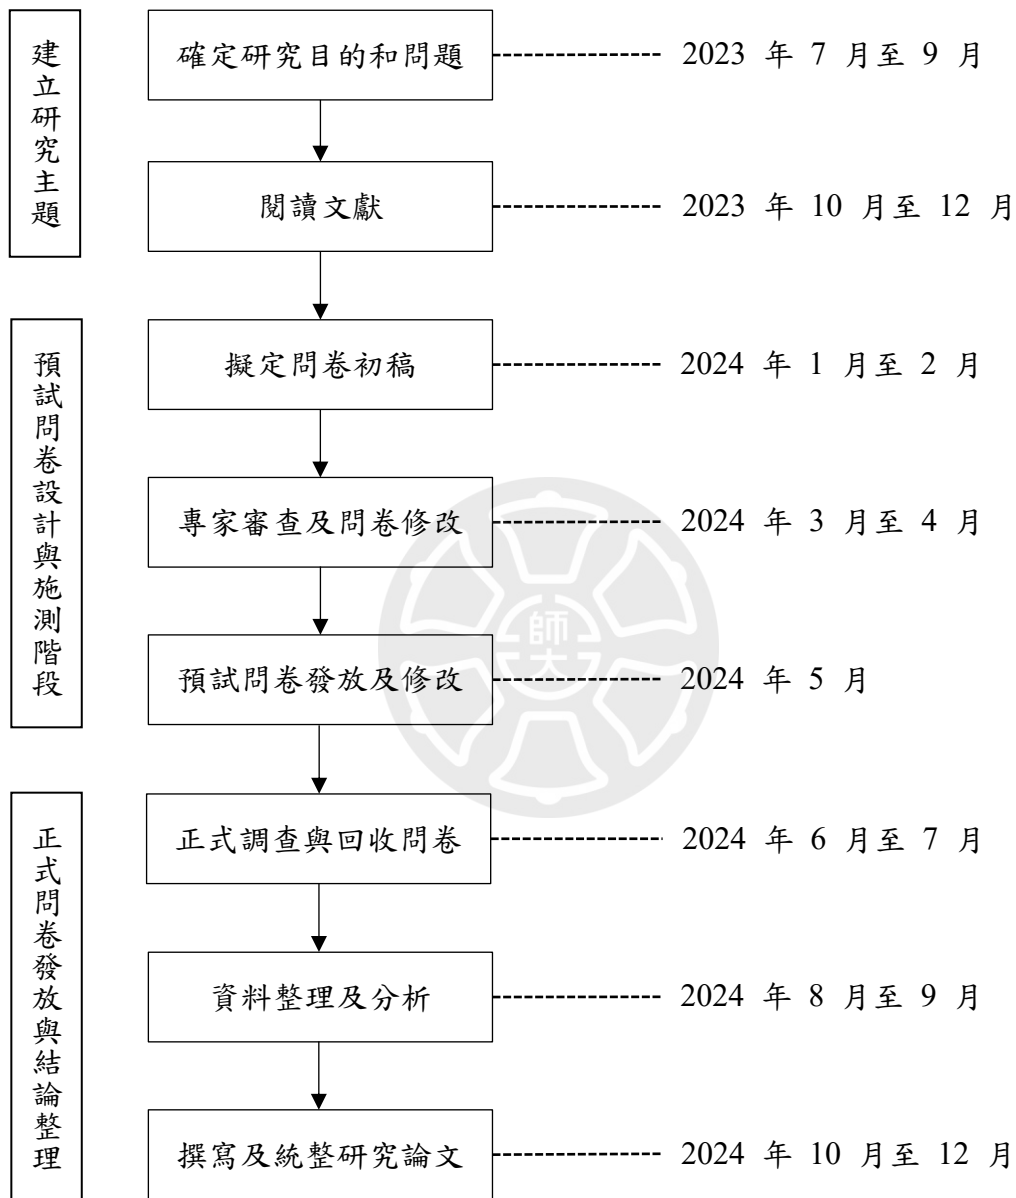 建立研究主題
確定研究目的和問題 2023 年 7 月至 9 月
閱讀文獻 2023 年 10 月至 12 月
預試問卷設計與施測階段
擬定問卷初稿 2024 年 1 月至 2 月
專家審查及問卷修改 2024 年 3 月至 4 月
師大
預試問卷發放及修改 2024 年 5 月
正式問卷發放與結論整理
正式調查與回收問卷 2024 年 6 月至 7 月
資料整理及分析 2024 年 8 月至 9 月
撰寫及統整研究論文 2024 年 10 月至 12 月